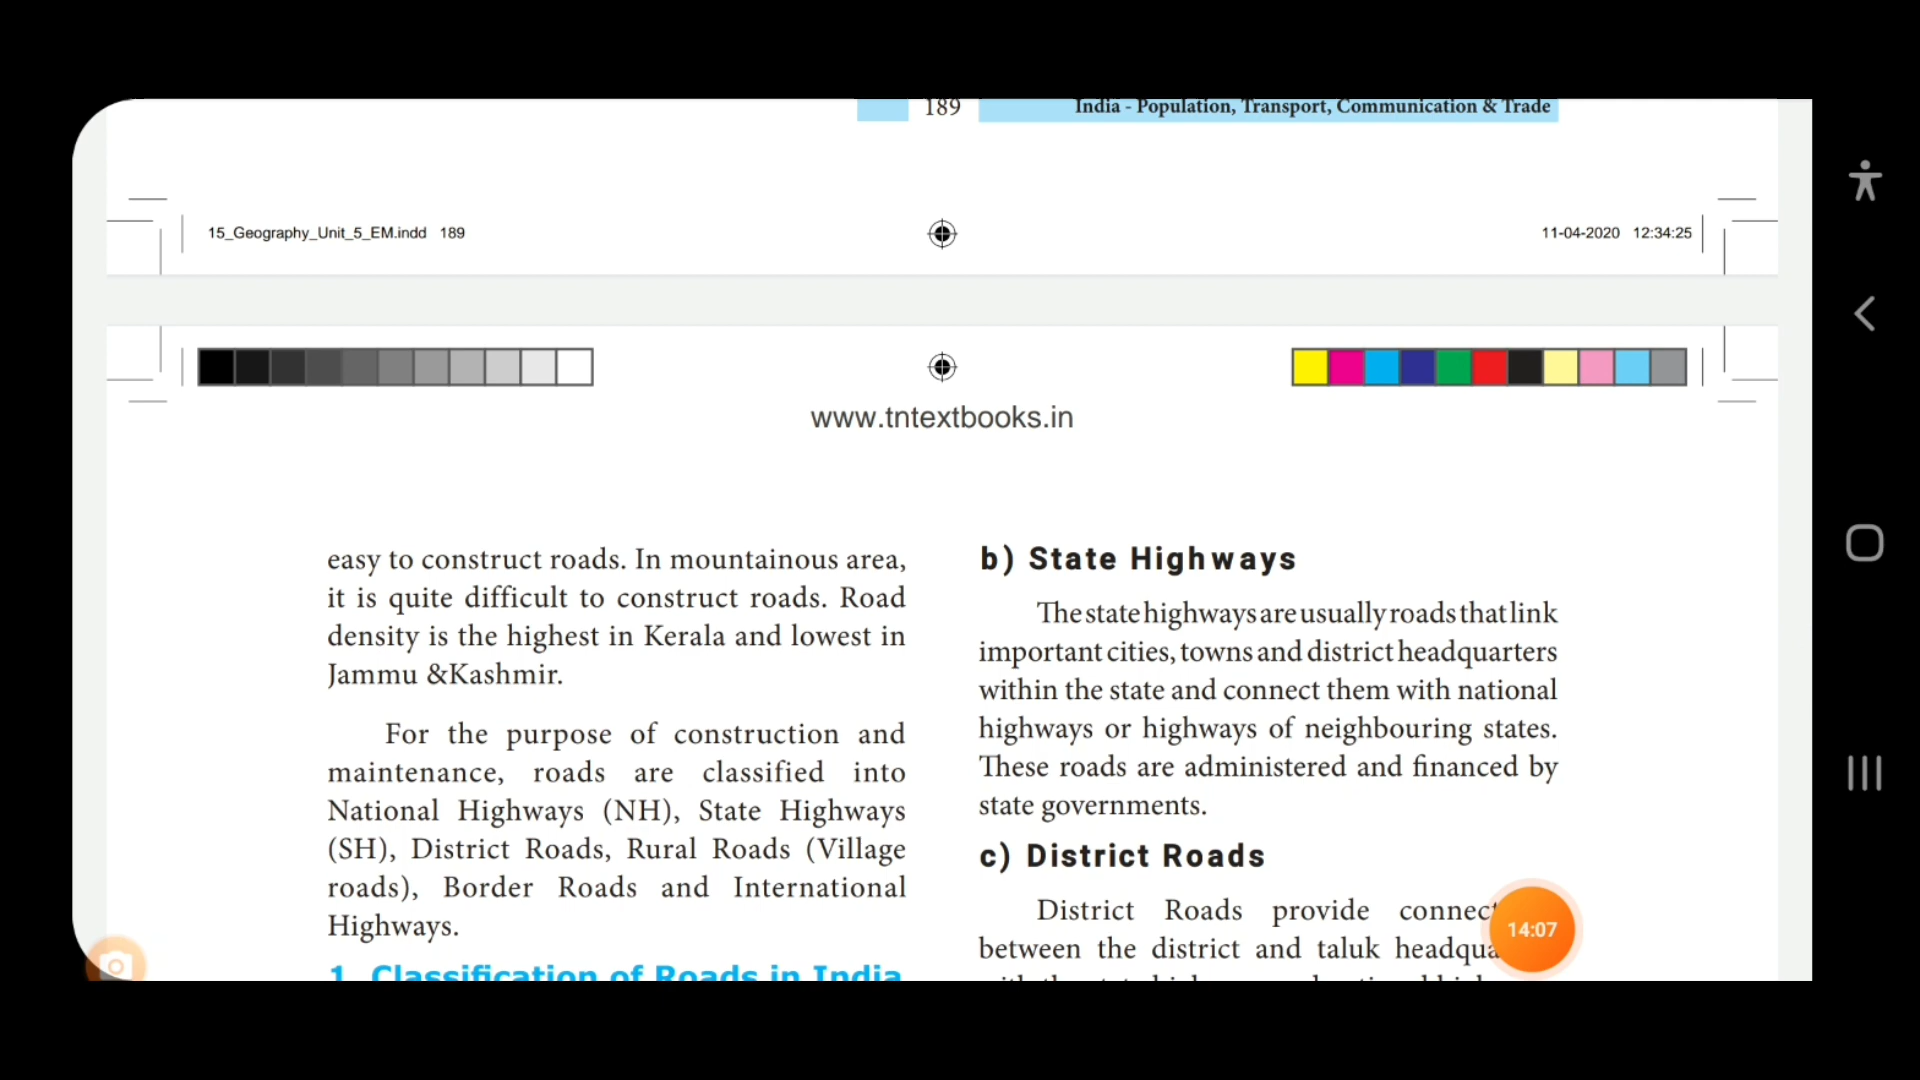 189 India - Population, Transport, Communication & Trade
15_Geography_Unit_5_EM.indd 189
11-04-2020 12:34:25
www.tntextbooks.in
easy to construct roads. In mountainous area,
it is quite difficult to construct roads. Road
density is the highest in Kerala and lowest in
Jammu &Kashmir.
For the purpose of construction and
maintenance, roads are classified into
National Highways (NH), State Highways
(SH), District Roads, Rural Roads (Village
roads), Border Roads and International
Highways.
1. Classification of Roads in India
b) State Highways
The state highways are usually roads that link
important cities, towns and district headquarters
within the state and connect them with national
highways or highways of neighbouring states.
These roads are administered and financed by
state governments.
c) District Roads
District Roads provide
between the district and taluk
14:07